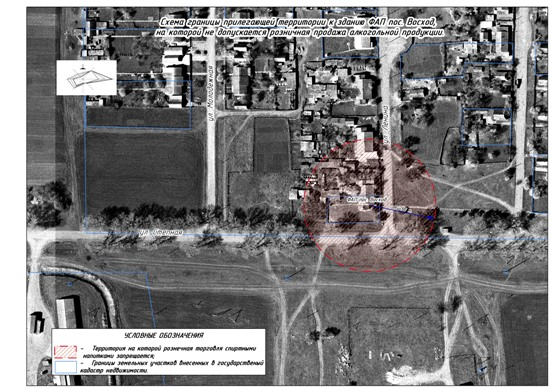 Схема границы прилегающей территории к зданию ФАП пос. Восход,
на которой не допускается розничная продажа алкогольной продукции.
ул. Молодежная
ФАП пос. Восход
ул. Степная
УСЛОВНЫЕ ОБОЗНАЧЕНИЯ
- Территория на которой рознечная торговля спиртными
напитками запрещается;
- Границы земельных участков внесенных в государственый
кадастр недвижимости.